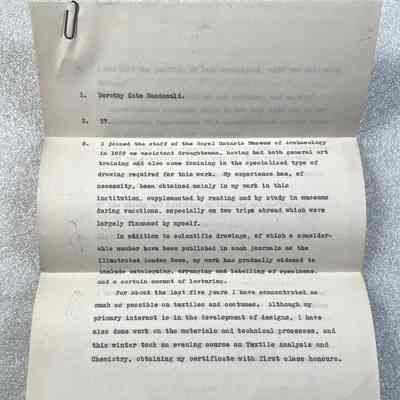 1. Dorothy Kate Macdonald.
2. 37
3. I joined the staff of the Royal Ontario Museum of Archaeology
in 1929 as assistant draughtsman, having had both general art
training and also some training in the specialized type of
drawing required for this work. My experience has, of
necessity, been obtained mainly in my work in this
institution, supplemented by reading and by study in museums
during vacations, especially on two trips abroad which were
largely financed by myself.
In addition to scientific drawings, of which a consider-
able number have been published in such journals as the
Illustrated London News, my work has gradually widened to
include cataloging, arranging and labelling of specimens,
and a certain amount of lecturing.
For about the last five years I have concentrated as
much as possible on textiles and costumes. Although my
primary interest is in the development of designs, I have
also done work on the materials and technical processes, and
this winter took an evening course on Textile Analysis and
Chemistry, obtaining my certificate with first class honours.